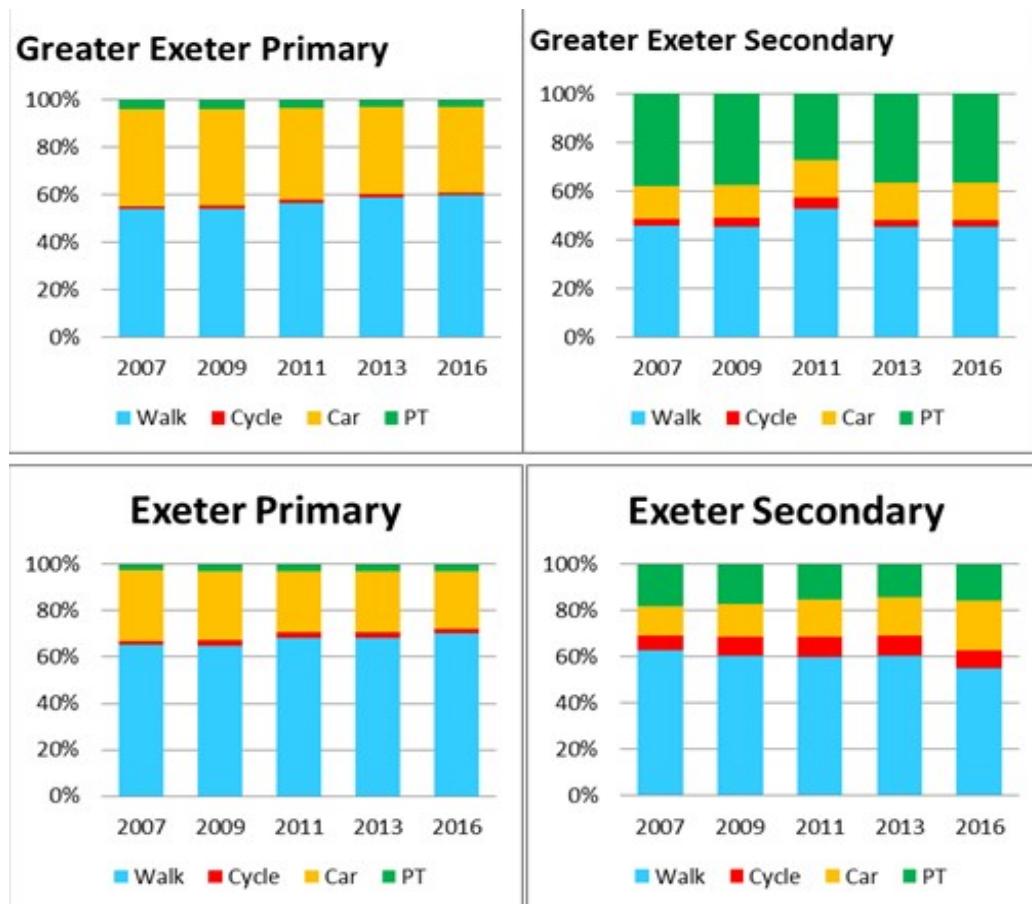 Greater Exeter Primary
100%
80%
60%
40%
20%
0%
2007 2009 2011 2013 2016
Walk Cycle Car PT
Greater Exeter Secondary
100%
80%
60%
40%
20%
0%
2007 2009 2011 2013 2016
Walk Cycle Car PT
Exeter Primary
100%
80%
60%
40%
20%
0%
2007 2009 2011 2013 2016
Walk Cycle Car PT
Exeter Secondary
100%
80%
60%
40%
20%
0%
2007 2009 2011 2013 2016
Walk Cycle Car PT